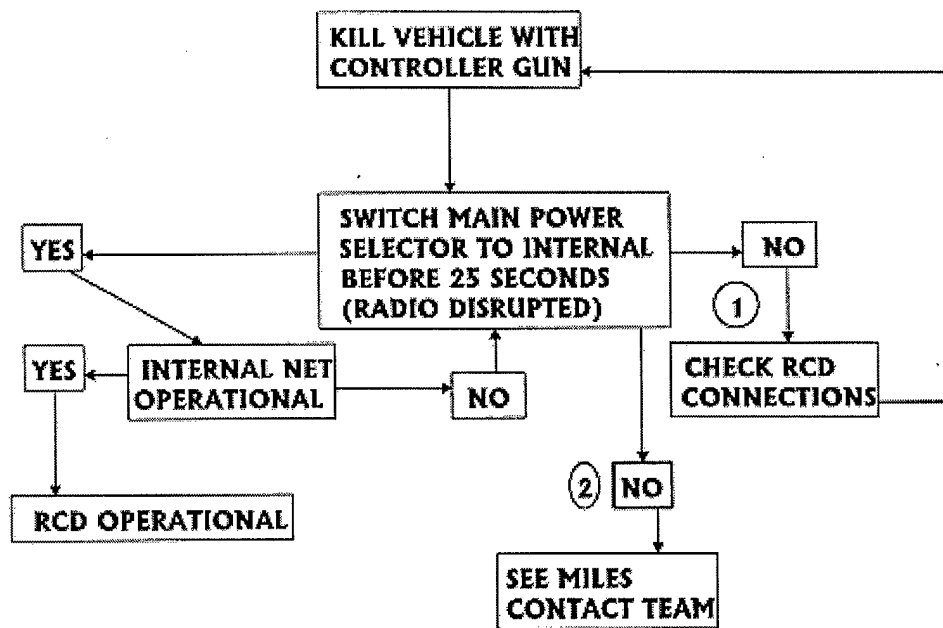 KILL VEHICLE WITH
CONTROLLER GUN
SWITCH MAIN POWER
SELECTOR TO INTERNAL
BEFORE 25 SECONDS
(RADIO DISRUPTED)
YES
NO
1
YES
INTERNAL NET
OPERATIONAL
NO
CHECK RCD
CONNECTIONS
2
NO
RCD OPERATIONAL
SEE MILES
CONTACT TEAM